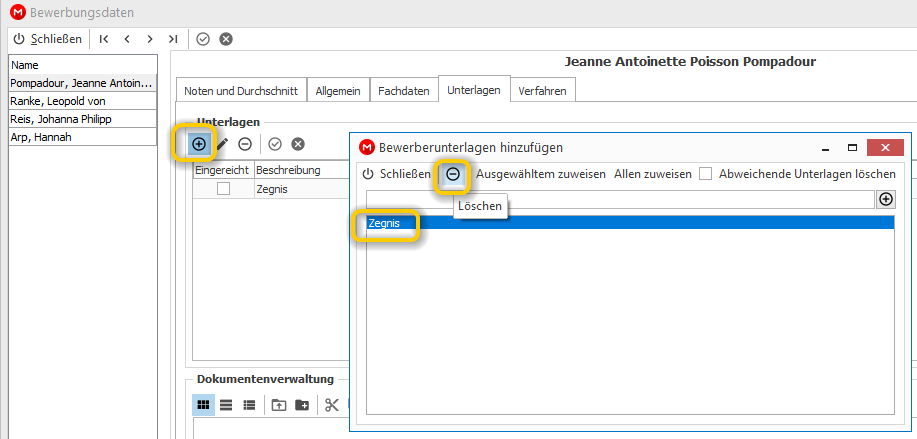 Bewerbungsdaten
Schließen
Name
Pompadour, Jeanne Antoin...
Ranke, Leopold von
Reis, Johanna Philipp
Arp, Hannah
Jeanne Antoinette Poisson Pompadour
Noten und Durchschnitt Allgemein Fachdaten Unterlagen Verfahren
Unterlagen
Eingereicht Beschreibung
Zegnis
Dokumentenverwaltung
Bewerberunterlagen hinzufügen
Schließen Ausgewähltem zuweisen Allen zuweisen Abweichende Unterlagen löschen
Löschen
Zegnis